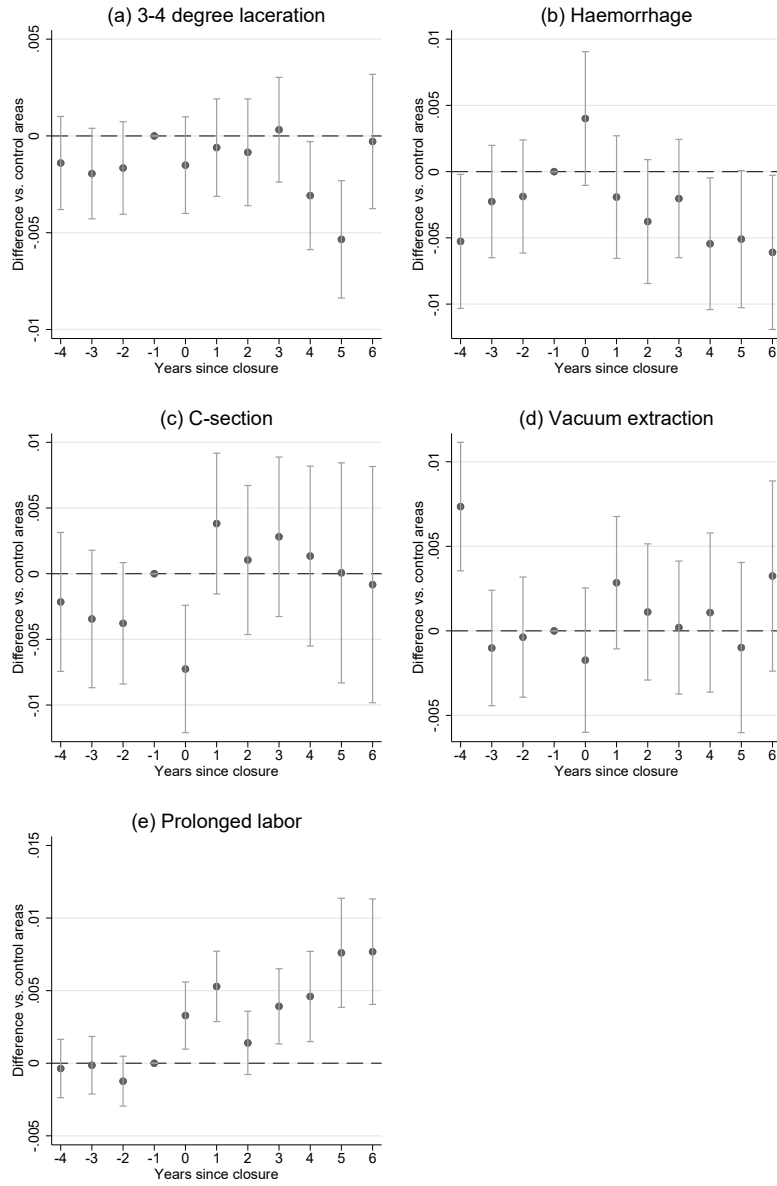 (a) 3-4 degree laceration
Difference vs. control areas
.005
0
-.005
-.01
-4 -3 -2 -1 0 1 2 3 4 5 6
Years since closure
(b) Haemorrhage
Difference vs. control areas
.01
.005
0
-.005
-.01
-4 -3 -2 -1 0 1 2 3 4 5 6
Years since closure
(c) C-section
Difference vs. control areas
.01
.005
0
-.005
-.01
-4 -3 -2 -1 0 1 2 3 4 5 6
Years since closure
(d) Vacuum extraction
Difference vs. control areas
.01
.005
0
-.005
-4 -3 -2 -1 0 1 2 3 4 5 6
Years since closure
(e) Prolonged labor
Difference vs. control areas
.015
.01
.005
0
-.005
-4 -3 -2 -1 0 1 2 3 4 5 6
Years since closure